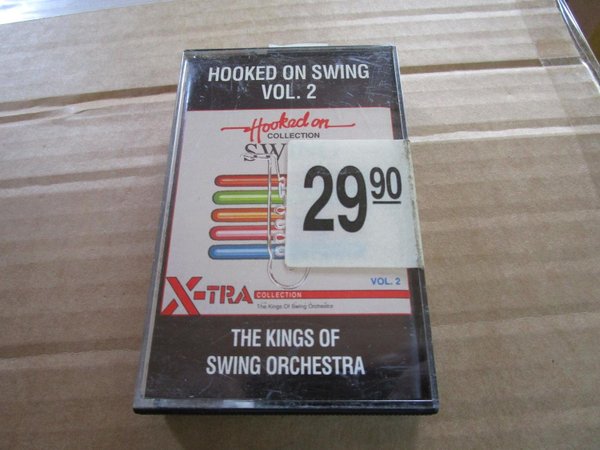 HOOKED ON SWING
VOL. 2
Hooked on
COLLECTION
SW
29 90
VOL. 2
X-TRA COLLECTION
The Kings Of Swing Orchestra
THE KINGS OF
SWING ORCHESTRA